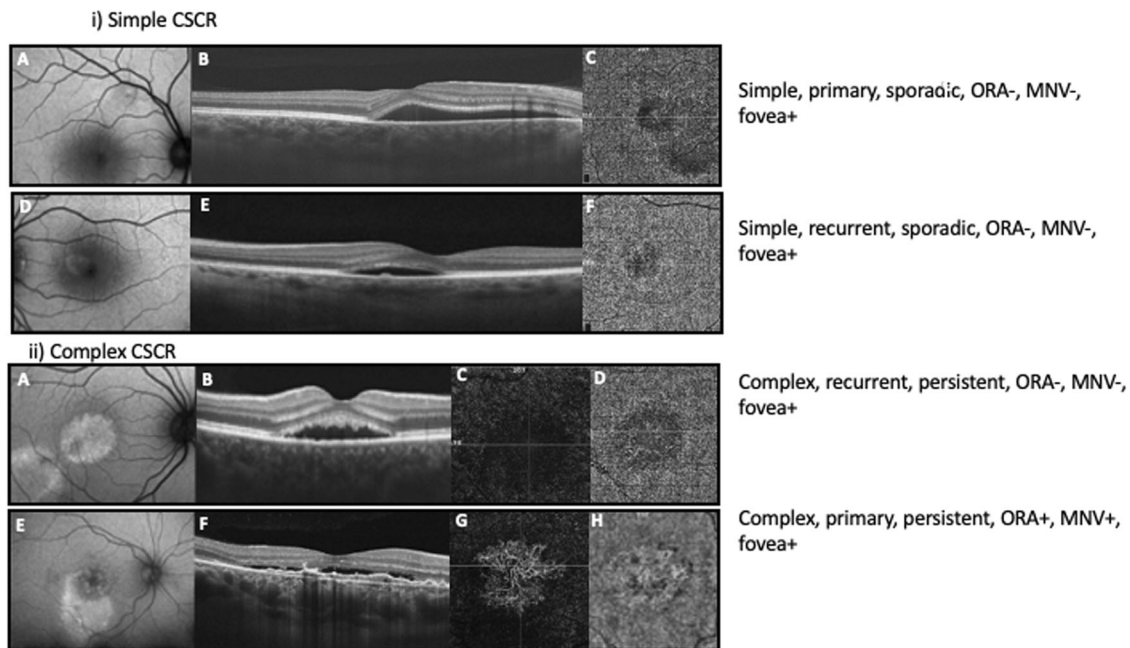 i) Simple CSCR
A
B
C
Simple, primary, sporadic, ORA-, MNV-,
fovea+
D
E
F
Simple, recurrent, sporadic, ORA-, MNV-,
fovea+
ii) Complex CSCR
A
B
C
D
Complex, recurrent, persistent, ORA-, MNV-,
fovea+
E
F
G
H
Complex, primary, persistent, ORA+, MNV+,
fovea+